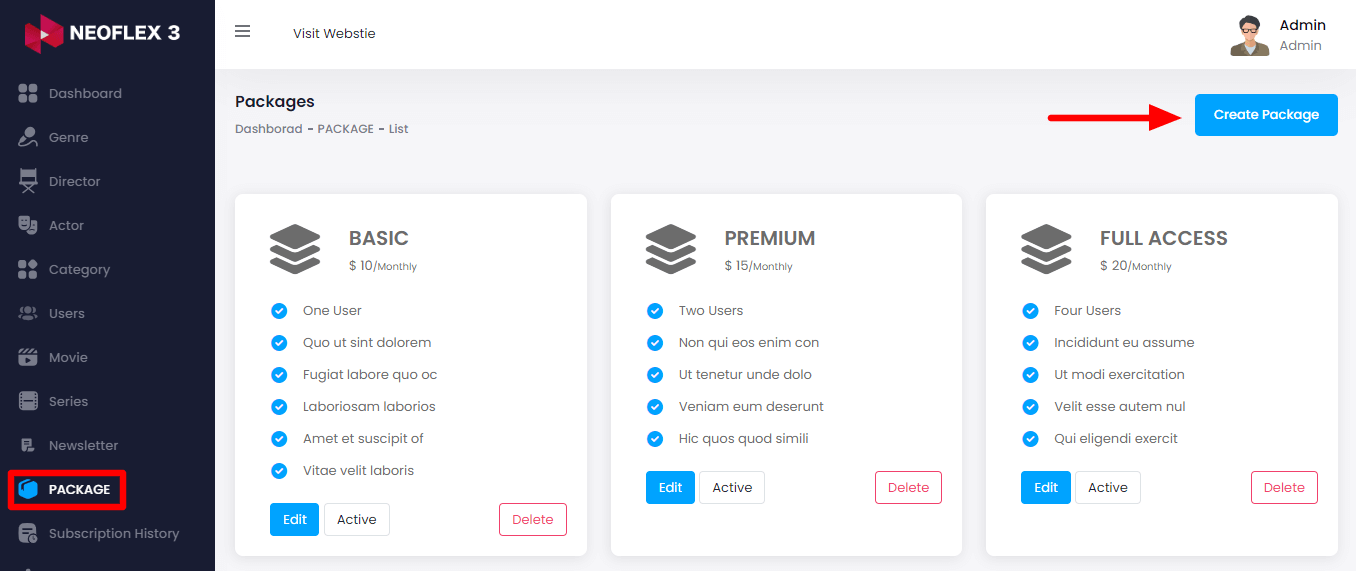 NEOFLEX 3
Dashboard
Genre
Director
Actor
Category
Users
Movie
Series
Newsletter
PACKAGE
Subscription History
Visit Webstie
Admin
Admin
Packages
Dashborad - PACKAGE - List
Create Package
BASIC
$ 10/Monthly
One User
Quo ut sint dolorem
Fugiat labore quo oc
Laboriosam laborios
Amet et suscipit of
Vitae velit laboris
Edit Active Delete
PREMIUM
$ 15/Monthly
Two Users
Non qui eos enim con
Ut tenetur unde dolo
Veniam eum deserunt
Hic quos quod simili
Edit Active Delete
FULL ACCESS
$ 20/Monthly
Four Users
Incididunt eu assume
Ut modi exercitation
Velit esse autem nul
Qui eligendi exercit
Edit Active Delete